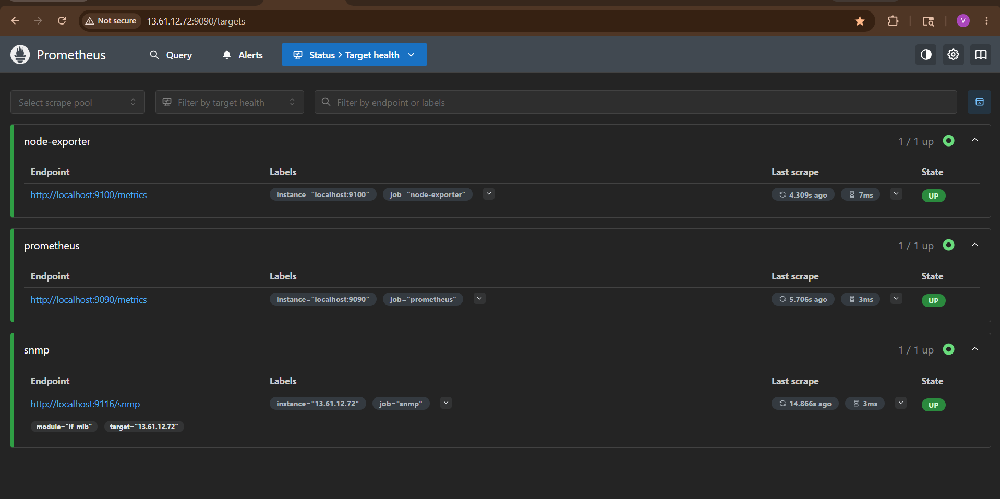 Not secure 13.61.12.72:9090/targets V
Prometheus Query Alerts Status > Target health
Select scrape pool Filter by target health Filter by endpoint or labels
node-exporter 1 / 1 up
Endpoint Labels Last scrape State
http://localhost:9100/metrics instance="localhost:9100" job="node-exporter" 4.309s ago 7ms UP
prometheus 1 / 1 up
Endpoint Labels Last scrape State
http://localhost:9090/metrics instance="localhost:9090" job="prometheus" 5.706s ago 3ms UP
snmp 1 / 1 up
Endpoint Labels Last scrape State
http://localhost:9116/snmp instance="13.61.12.72" job="snmp" 14.866s ago 3ms UP
module="if_mib" target="13.61.12.72"